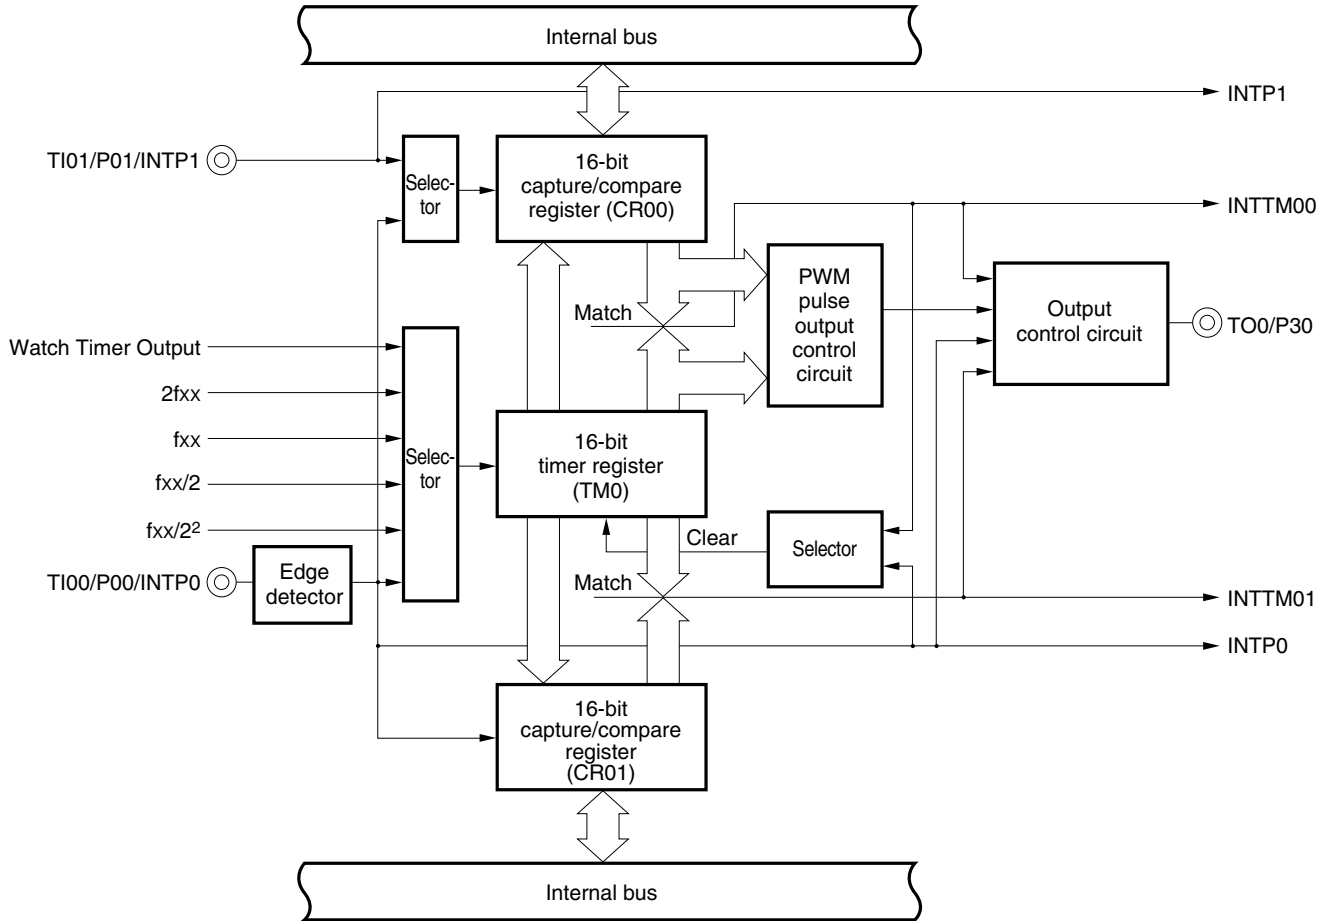 Internal bus
INTP1
TI01/P01/INTP1
Selec-
tor
16-bit
capture/compare
register (CR00)
INTTM00
PWM
pulse
output
control
circuit
Output
control circuit
TO0/P30
Match
Watch Timer Output
2fxx
fxx
fxx/2
fxx/2²
Selec-
tor
16-bit
timer register
(TM0)
Clear
Selector
TI00/P00/INTP0
Edge
detector
Match
INTTM01
INTP0
16-bit
capture/compare
register
(CR01)
Internal bus